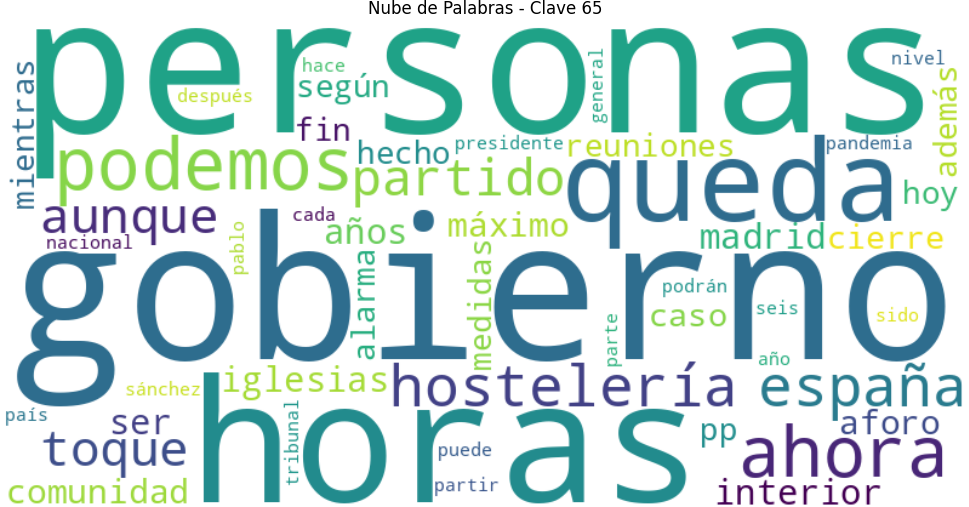 Nube de Palabras - Clave 65
personas
mientras
después
hace
según
general
nivel
además
fin
podemos
hecho
presidente
reuniones
pandemia
partido
queda
hoy
aunque
cada
años
máximo
madrid
cierre
nacional
pablo
gobierno
alarma
medidas
podrán
caso
seis
sido
parte
año
sánchez
iglesias
hostelería
españa
país
ser
horas
tribunal
toque
puede
pp
aforo
ahora
comunidad
partir
interior